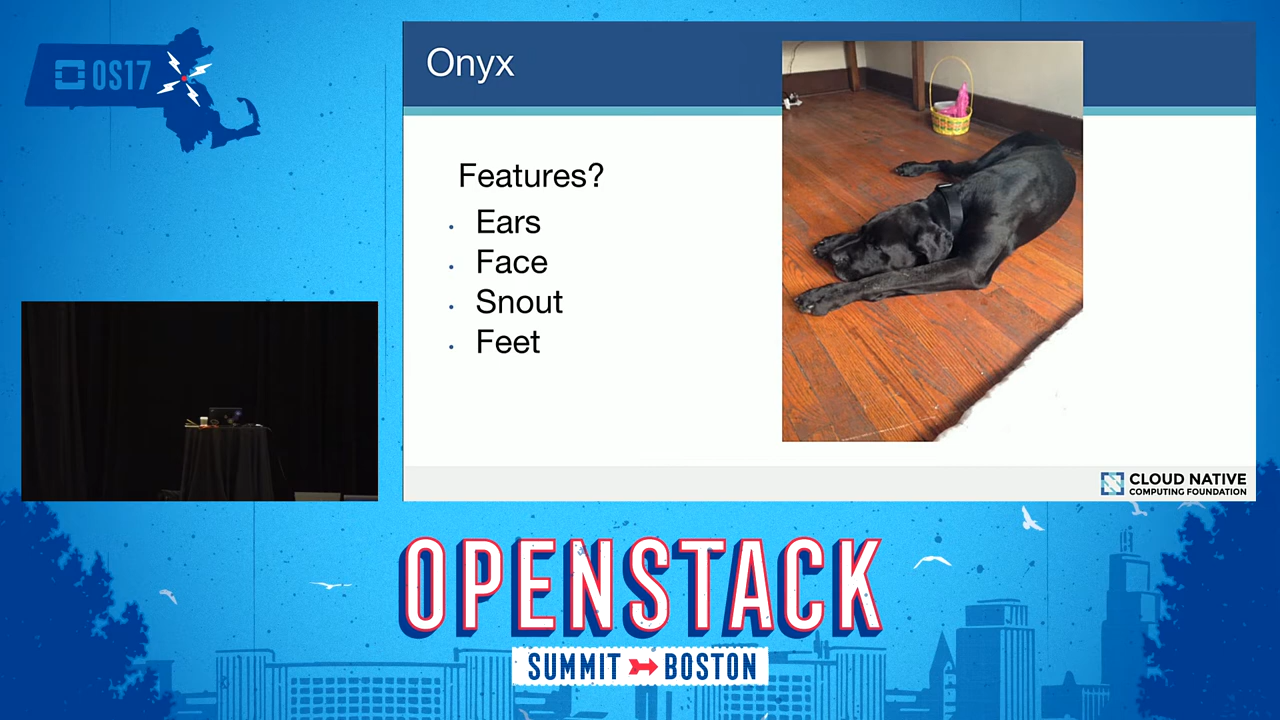 OS17
Onyx
Features?
Ears
Face
Snout
Feet
CLOUD NATIVE
COMPUTING FOUNDATION
OPENSTACK
SUMMIT BOSTON